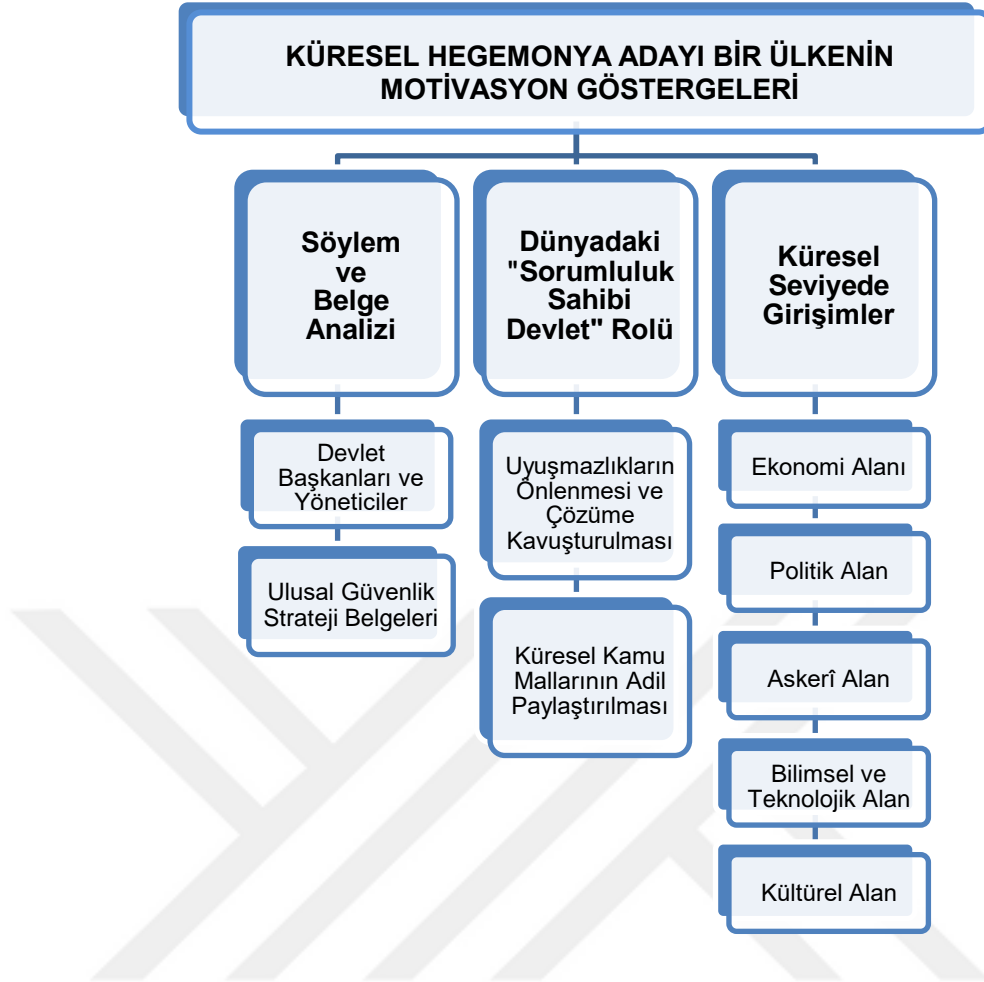 KÜRESEL HEGEMONYA ADAYI BİR ÜLKENİN
MOTİVASYON GÖSTERGELERİ
Söylem
ve
Belge
Analizi
Devlet
Başkanları ve
Yöneticiler
Ulusal Güvenlik
Strateji Belgeleri
Dünyadaki
"Sorumluluk
Sahibi
Devlet" Rolü
Uyuşmazlıkların
Önlenmesi ve
Çözüme
Kavuşturulması
Küresel Kamu
Mallarının Adil
Paylaştırılması
Küresel
Seviyede
Girişimler
Ekonomi Alanı
Politik Alan
Askerî Alan
Bilimsel ve
Teknolojik Alan
Kültürel Alan